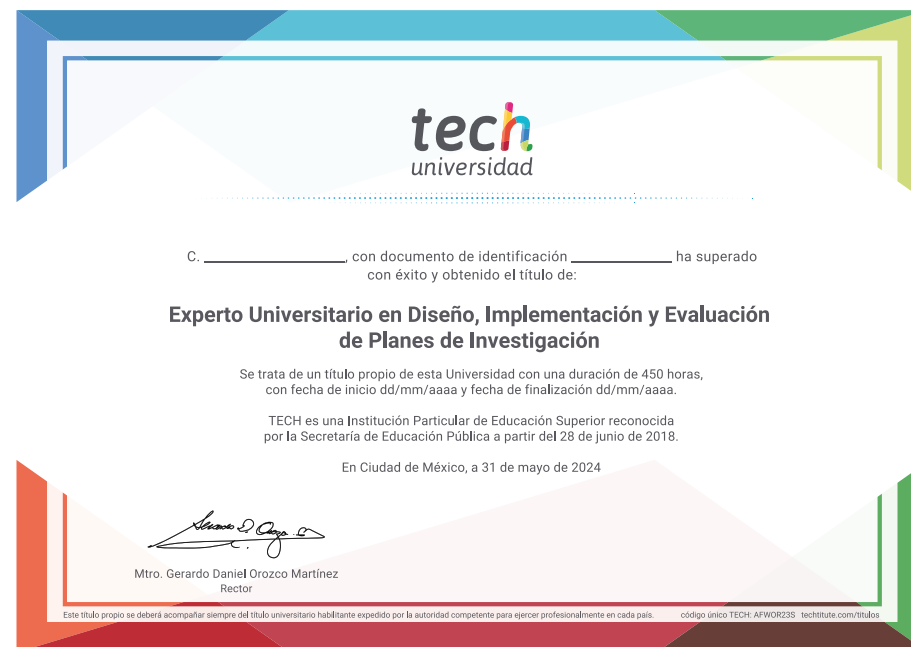 tech
universidad
C. ____________, con documento de identificación ____________ ha superado
con éxito y obtenido el título de:
Experto Universitario en Diseño, Implementación y Evaluación
de Planes de Investigación
Se trata de un título propio de esta Universidad con una duración de 450 horas,
con fecha de inicio dd/mm/aaaa y fecha de finalización dd/mm/aaaa.
TECH es una Institución Particular de Educación Superior reconocida
por la Secretaría de Educación Pública a partir del 28 de junio de 2018.
En Ciudad de México, a 31 de mayo de 2024
Mtro. Gerardo Daniel Orozco Martínez
Rector
Este título propio se deberá acompañar siempre del título universitario habilitante expedido por la autoridad competente para ejercer profesionalmente en cada país. código único TECH: AFWOR23S techtitute.com/titulos